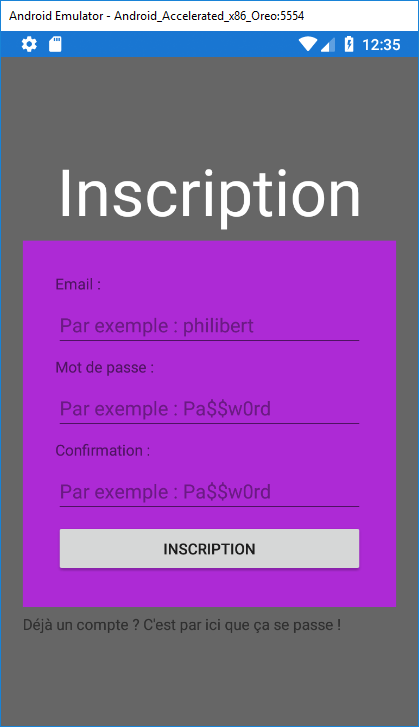 Android Emulator - Android_Accelerated_x86_Oreo:5554
12:35
Inscription
Email :
Par exemple : philibert
Mot de passe :
Par exemple : Pa$$w0rd
Confirmation :
Par exemple : Pa$$w0rd
INSCRIPTION
Déjà un compte ? C'est par ici que ça se passe !